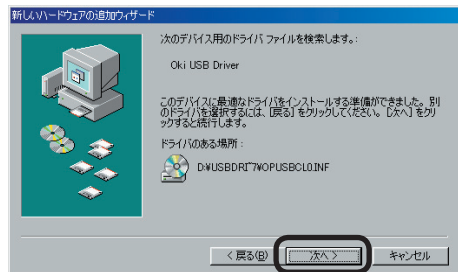 新しいハードウェアの追加ウィザード
次のデバイス用のドライバ ファイルを検索します。:
Oki USB Driver
このデバイスに最適なドライバをインストールする準備ができました。別
のドライバを選択するには、[戻る] をクリックしてください。[次へ] をクリ
ックすると続行します。
ドライバのある場所 :
D:¥USBDRI~7¥OPUSBCL0.INF
< 戻る(B)
次へ >
キャンセル